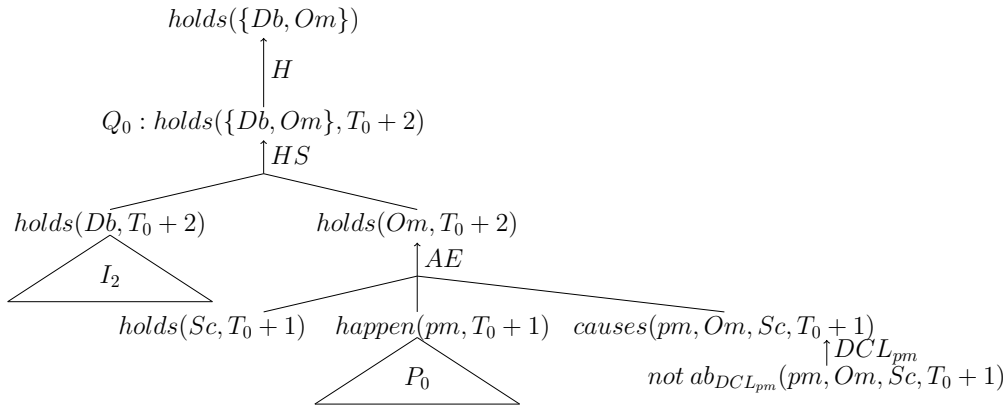 holds({Db, Om})
H
Q₀ : holds({Db, Om}, T₀ + 2)
HS
holds(Db, T₀ + 2) holds(Om, T₀ + 2)
I₂ AE
holds(Sc, T₀ + 1) happen(pm, T₀ + 1) causes(pm, Om, Sc, T₀ + 1)
DCL_pm
P₀ not ab_DCL_pm(pm, Om, Sc, T₀ + 1)